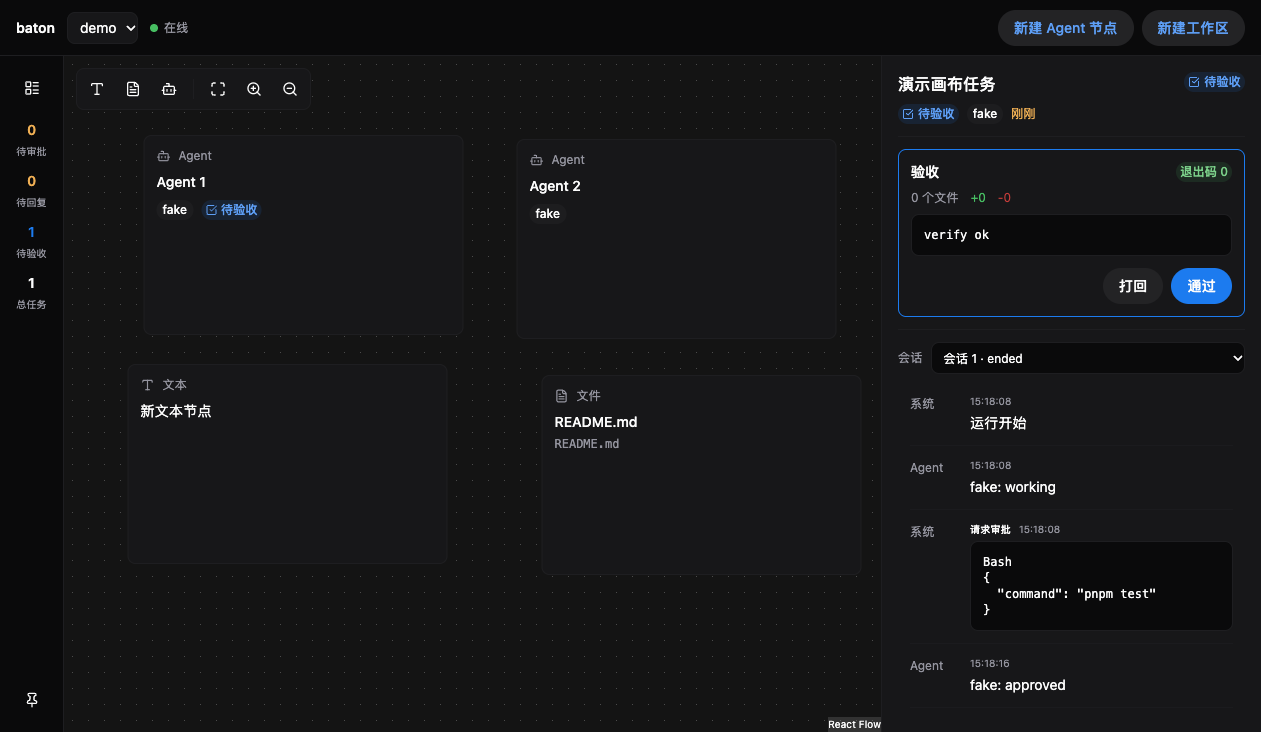 baton
demo
在线
新建 Agent 节点
新建工作区
0
待审批
0
待回复
1
待验收
1
总任务
Agent
Agent 1
fake
待验收
Agent
Agent 2
fake
文本
新文本节点
文件
README.md
README.md
React Flow
演示画布任务
待验收
待验收 fake 刚刚
验收
退出码 0
0 个文件 +0 -0
verify ok
打回
通过
会话
会话 1 · ended
系统
15:18:08
运行开始
Agent
15:18:08
fake: working
系统
请求审批 15:18:08
Bash
{
  "command": "pnpm test"
}
Agent
15:18:16
fake: approved